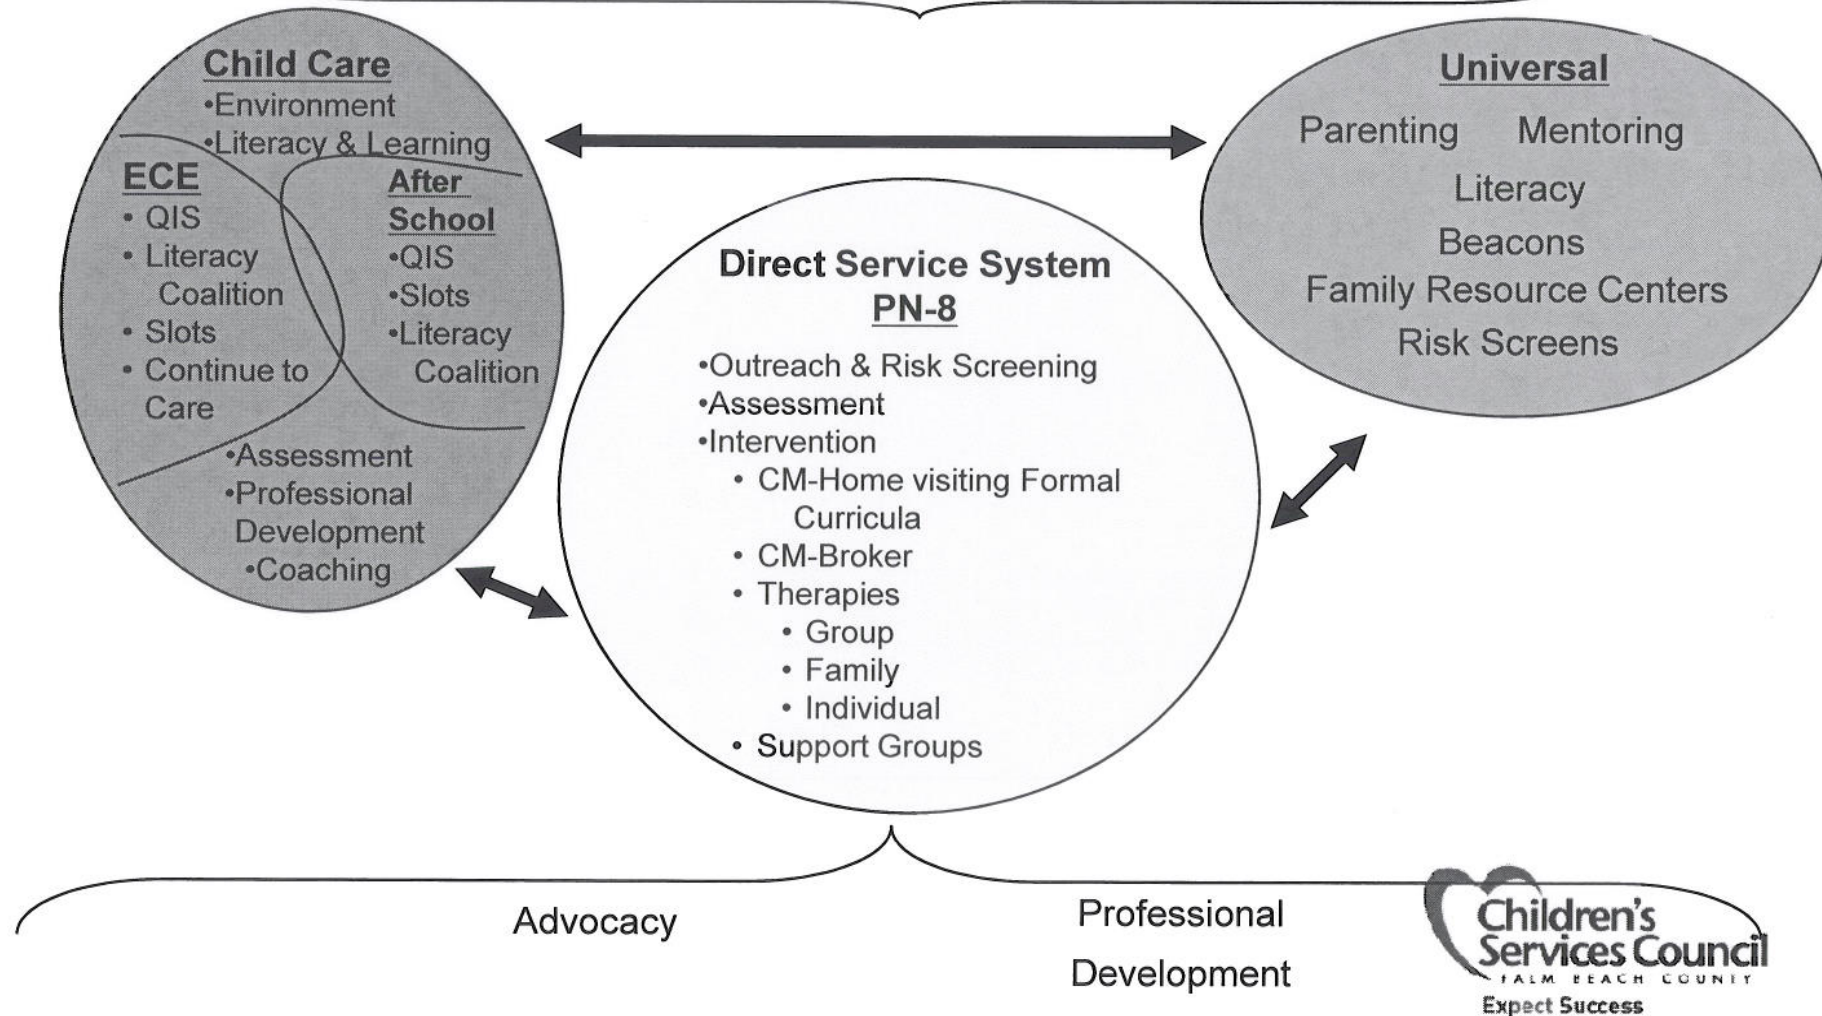 Child Care
•Environment
•Literacy & Learning
ECE
• QIS
• Literacy
Coalition
• Slots
• Continue to
Care
After
School
•QIS
•Slots
•Literacy
Coalition
•Assessment
•Professional
Development
•Coaching
Universal
Parenting Mentoring
Literacy
Beacons
Family Resource Centers
Risk Screens
Direct Service System
PN-8
•Outreach & Risk Screening
•Assessment
•Intervention
• CM-Home visiting Formal
Curricula
• CM-Broker
• Therapies
• Group
• Family
• Individual
• Support Groups
Advocacy
Professional
Development
Children's
Services Council
PALM BEACH COUNTY
Expect Success